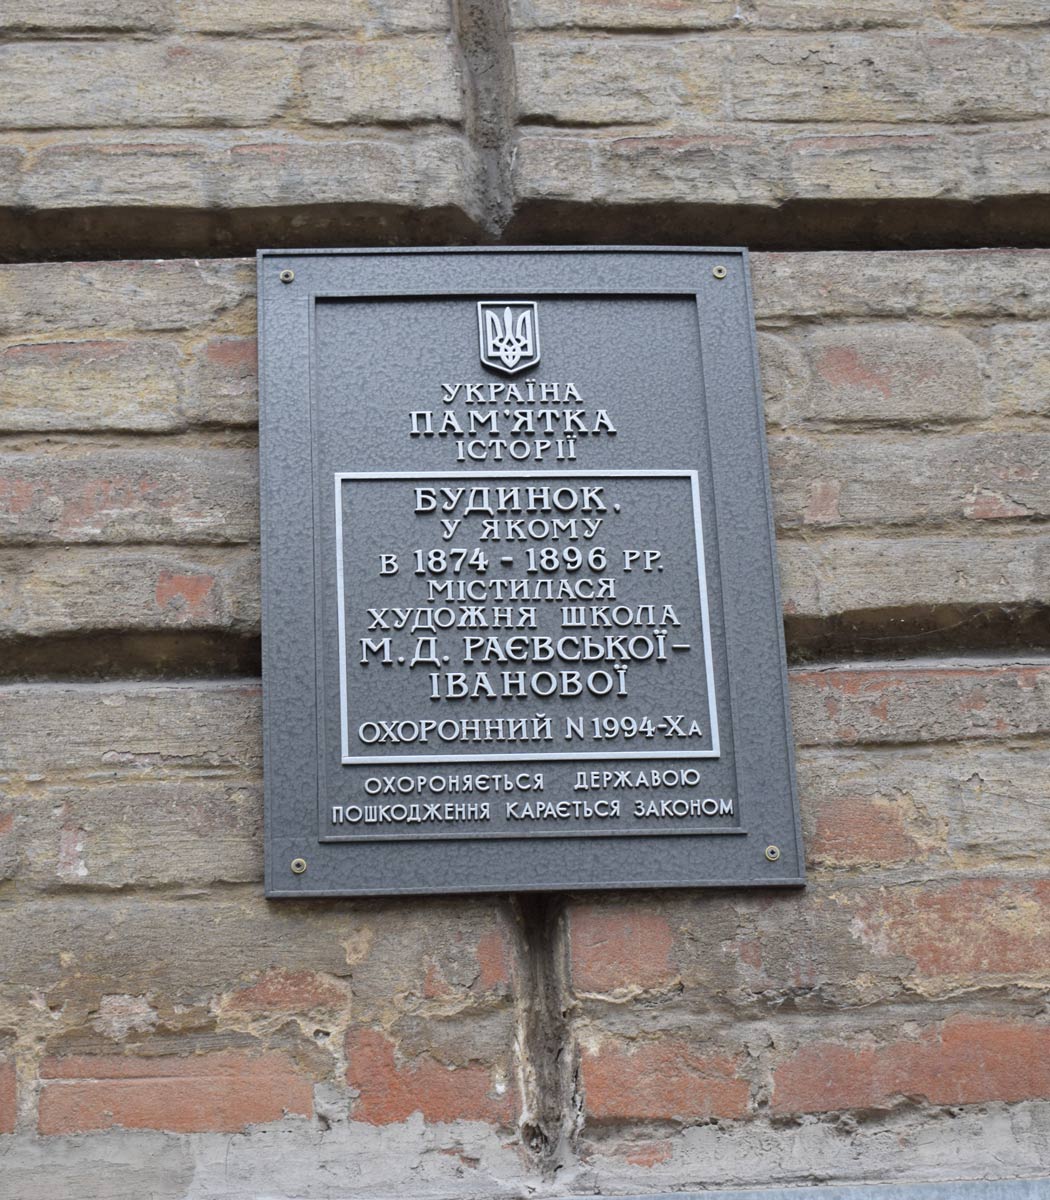 УКРАЇНА
ПАМ'ЯТКА
ІСТОРІЇ
БУДИНОК,
У ЯКОМУ
В 1874 - 1896 РР.
МІСТИЛАСЯ
ХУДОЖНЯ ШКОЛА
М.Д. РАЄВСЬКОЇ–
ІВАНОВОЇ
ОХОРОННИЙ N 1994-ХА
ОХОРОНЯЄТЬСЯ ДЕРЖАВОЮ
ПОШКОДЖЕННЯ КАРАЄТЬСЯ ЗАКОНОМ